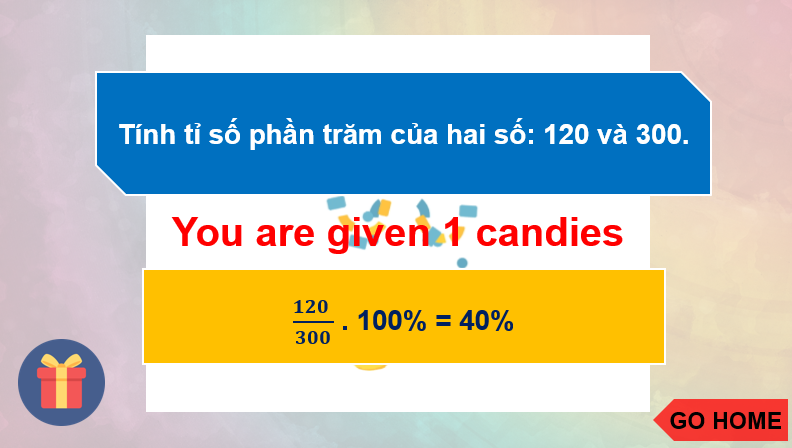 Tính tỉ số phần trăm của hai số: 120 và 300.
You are given 1 candies
120/300 . 100% = 40%
GO HOME